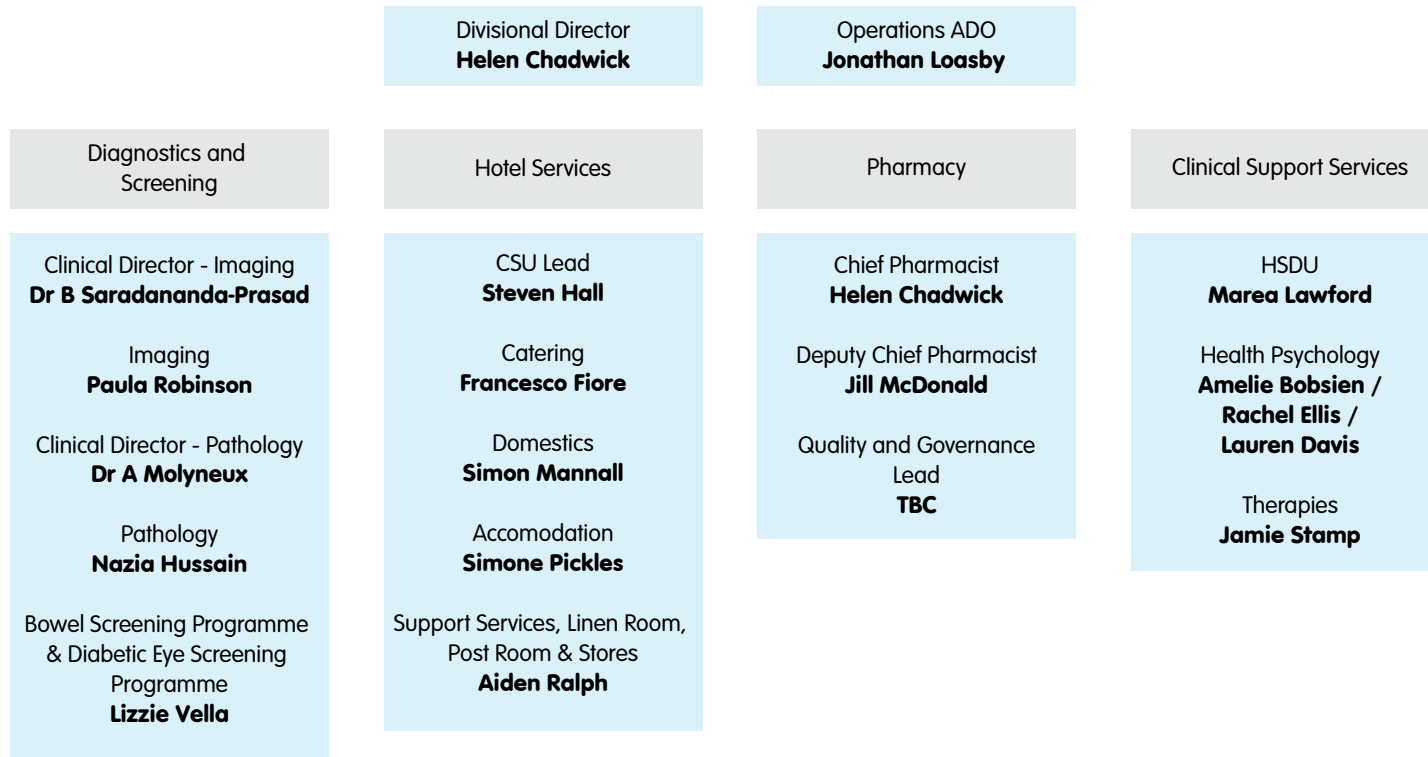 Divisional Director
Helen Chadwick
Operations ADO
Jonathan Loasby
Diagnostics and
Screening
Hotel Services
Pharmacy
Clinical Support Services
Clinical Director - Imaging
Dr B Saradananda-Prasad
Imaging
Paula Robinson
Clinical Director - Pathology
Dr A Molyneux
Pathology
Nazia Hussain
Bowel Screening Programme
& Diabetic Eye Screening
Programme
Lizzie Vella
CSU Lead
Steven Hall
Catering
Francesco Fiore
Domestics
Simon Mannall
Accomodation
Simone Pickles
Support Services, Linen Room,
Post Room & Stores
Aiden Ralph
Chief Pharmacist
Helen Chadwick
Deputy Chief Pharmacist
Jill McDonald
Quality and Governance
Lead
TBC
HSDU
Marea Lawford
Health Psychology
Amelie Bobsien /
Rachel Ellis /
Lauren Davis
Therapies
Jamie Stamp